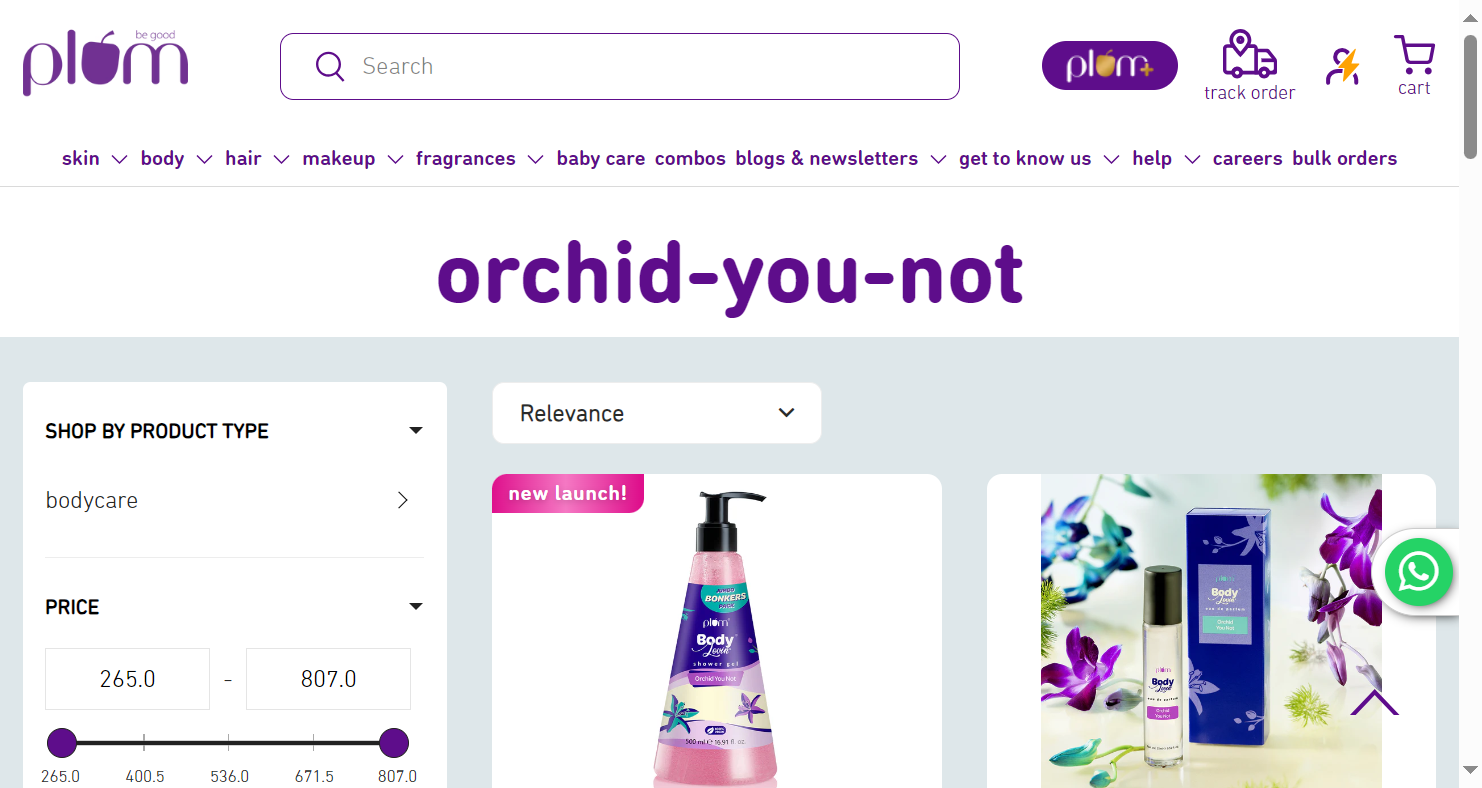 be good
plum
Search
plum+
track order
cart
skin body hair makeup fragrances baby care combos blogs & newsletters get to know us help careers bulk orders
orchid-you-not
SHOP BY PRODUCT TYPE
Relevance
bodycare
new launch!
PRICE
265.0 - 807.0
265.0 400.5 536.0 671.5 807.0
BONKERS
plum
Body
Lovin'
shower gel
Orchid You Not
500 ml ℮ 16.91 fl. oz.
plum
Body
Lovin'
eau de parfum
Orchid
You Not
plum
Body
Lovin'
eau de parfum
Orchid
You Not